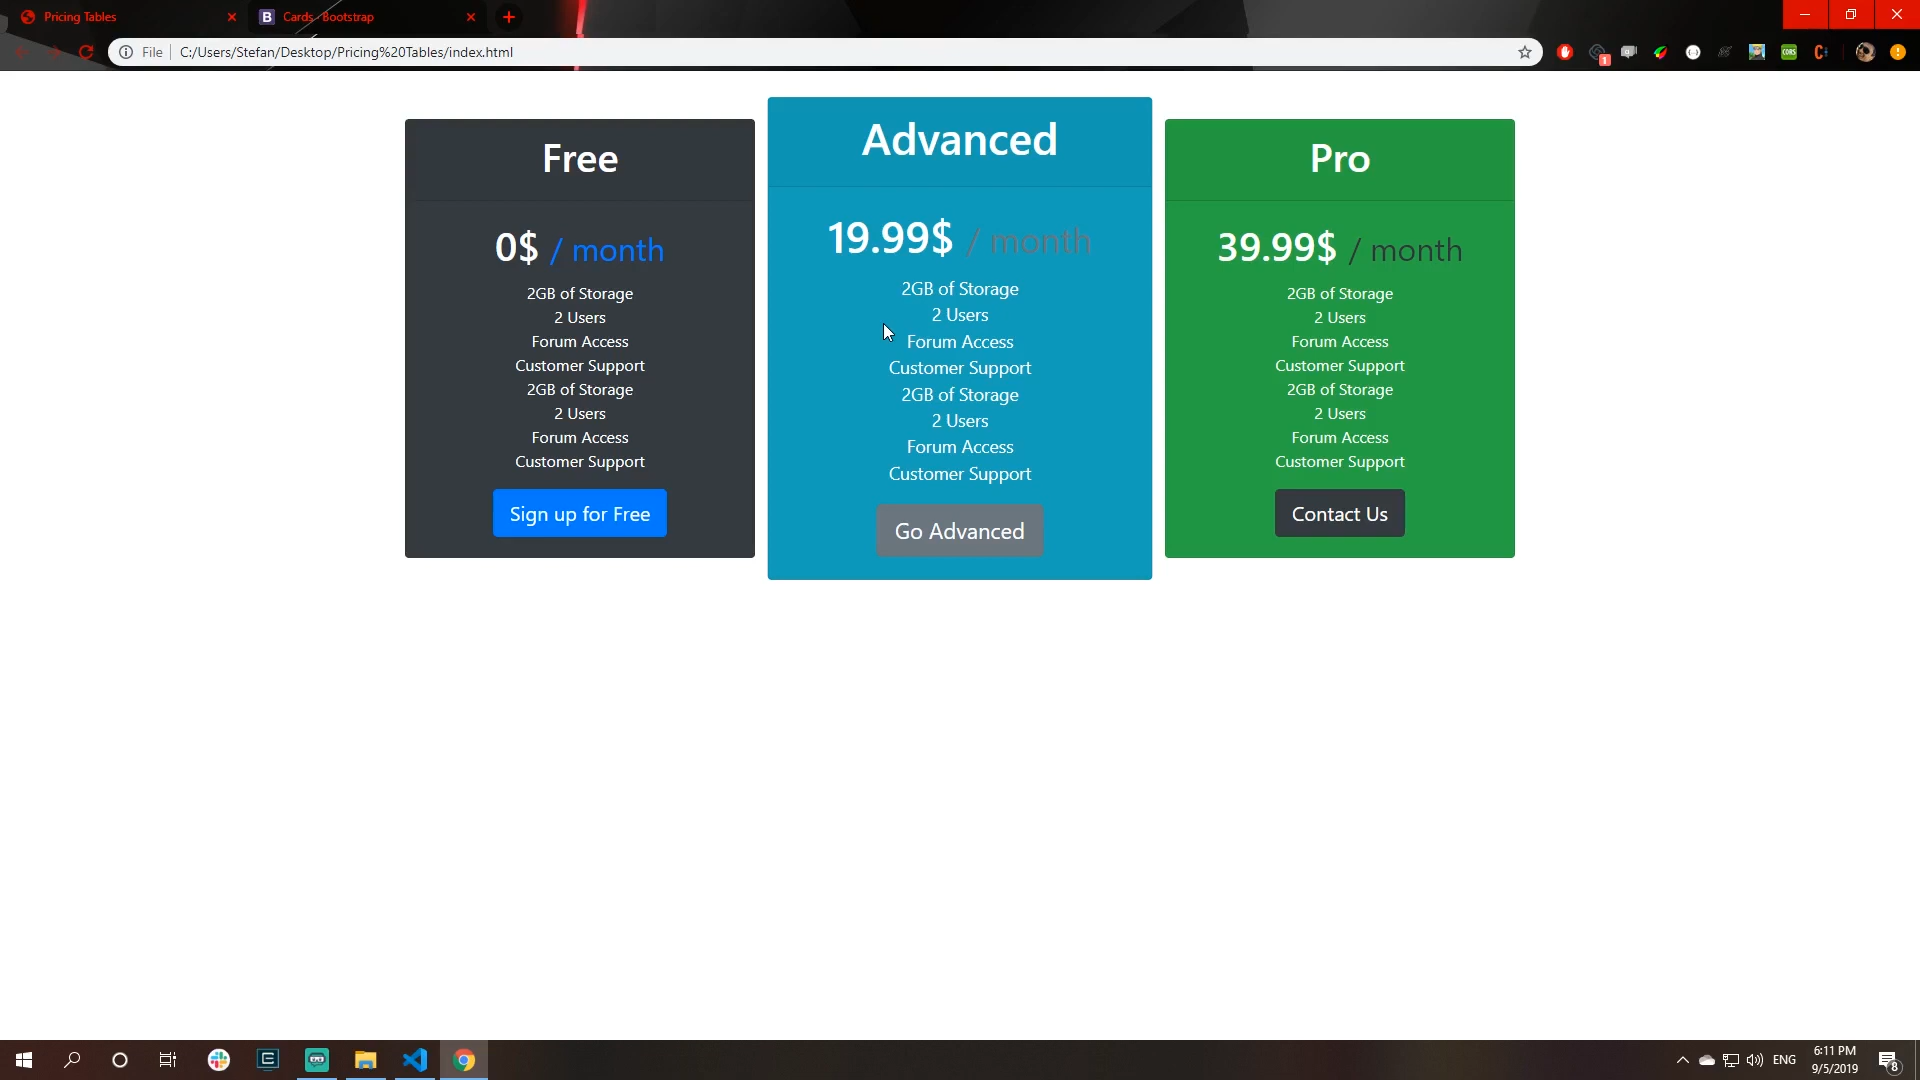 Pricing Tables
Cards · Bootstrap
File
C:/Users/Stefan/Desktop/Pricing%20Tables/index.html
1
CORS
Free
0$ / month
2GB of Storage
2 Users
Forum Access
Customer Support
2GB of Storage
2 Users
Forum Access
Customer Support
Sign up for Free
Advanced
19.99$ / month
2GB of Storage
2 Users
Forum Access
Customer Support
2GB of Storage
2 Users
Forum Access
Customer Support
Go Advanced
Pro
39.99$ / month
2GB of Storage
2 Users
Forum Access
Customer Support
2GB of Storage
2 Users
Forum Access
Customer Support
Contact Us
ENG
6:11 PM
9/5/2019
8